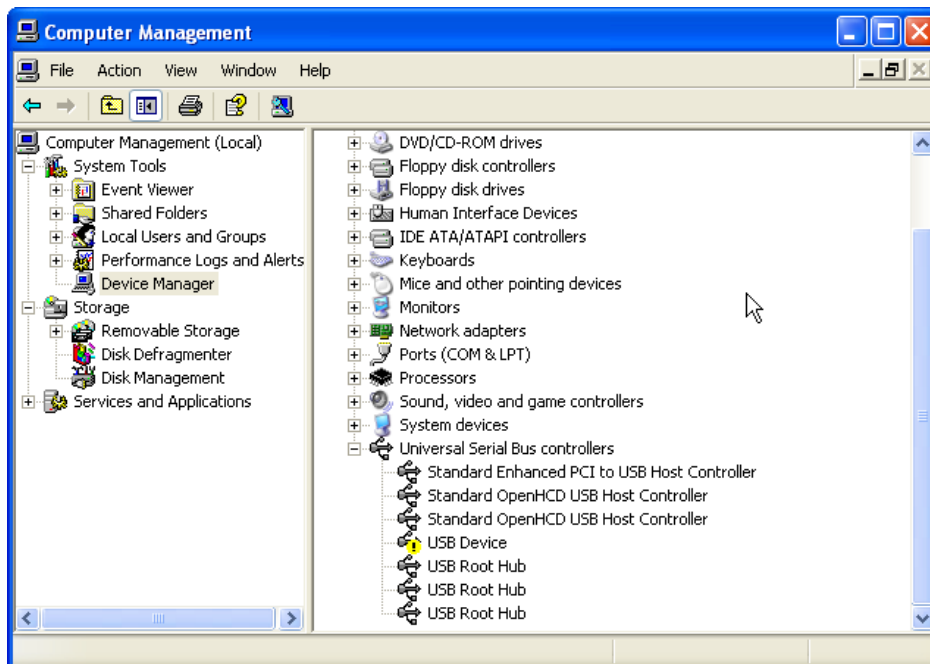 Computer Management
File Action View Window Help
Computer Management (Local)
System Tools
Event Viewer
Shared Folders
Local Users and Groups
Performance Logs and Alerts
Device Manager
Storage
Removable Storage
Disk Defragmenter
Disk Management
Services and Applications
DVD/CD-ROM drives
Floppy disk controllers
Floppy disk drives
Human Interface Devices
IDE ATA/ATAPI controllers
Keyboards
Mice and other pointing devices
Monitors
Network adapters
Ports (COM & LPT)
Processors
Sound, video and game controllers
System devices
Universal Serial Bus controllers
Standard Enhanced PCI to USB Host Controller
Standard OpenHCD USB Host Controller
Standard OpenHCD USB Host Controller
USB Device
USB Root Hub
USB Root Hub
USB Root Hub